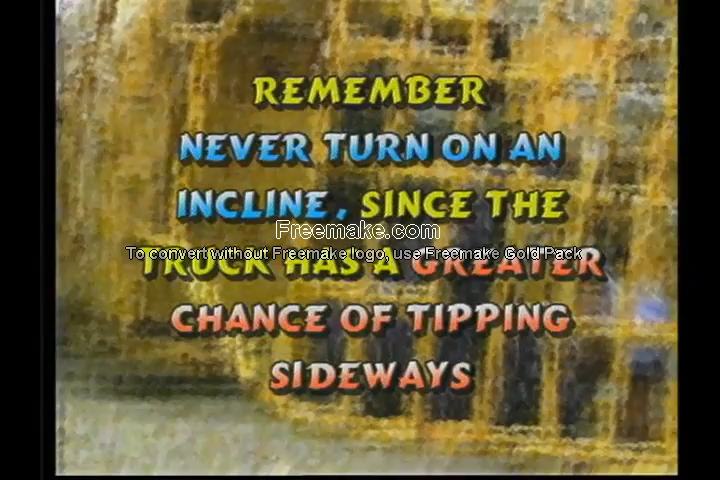 REMEMBER
NEVER TURN ON AN
INCLINE, SINCE THE
Freemake.com
TRUCK HAS A GREATER
To convert without Freemake logo, use Freemake Gold Pack
CHANCE OF TIPPING
SIDEWAYS